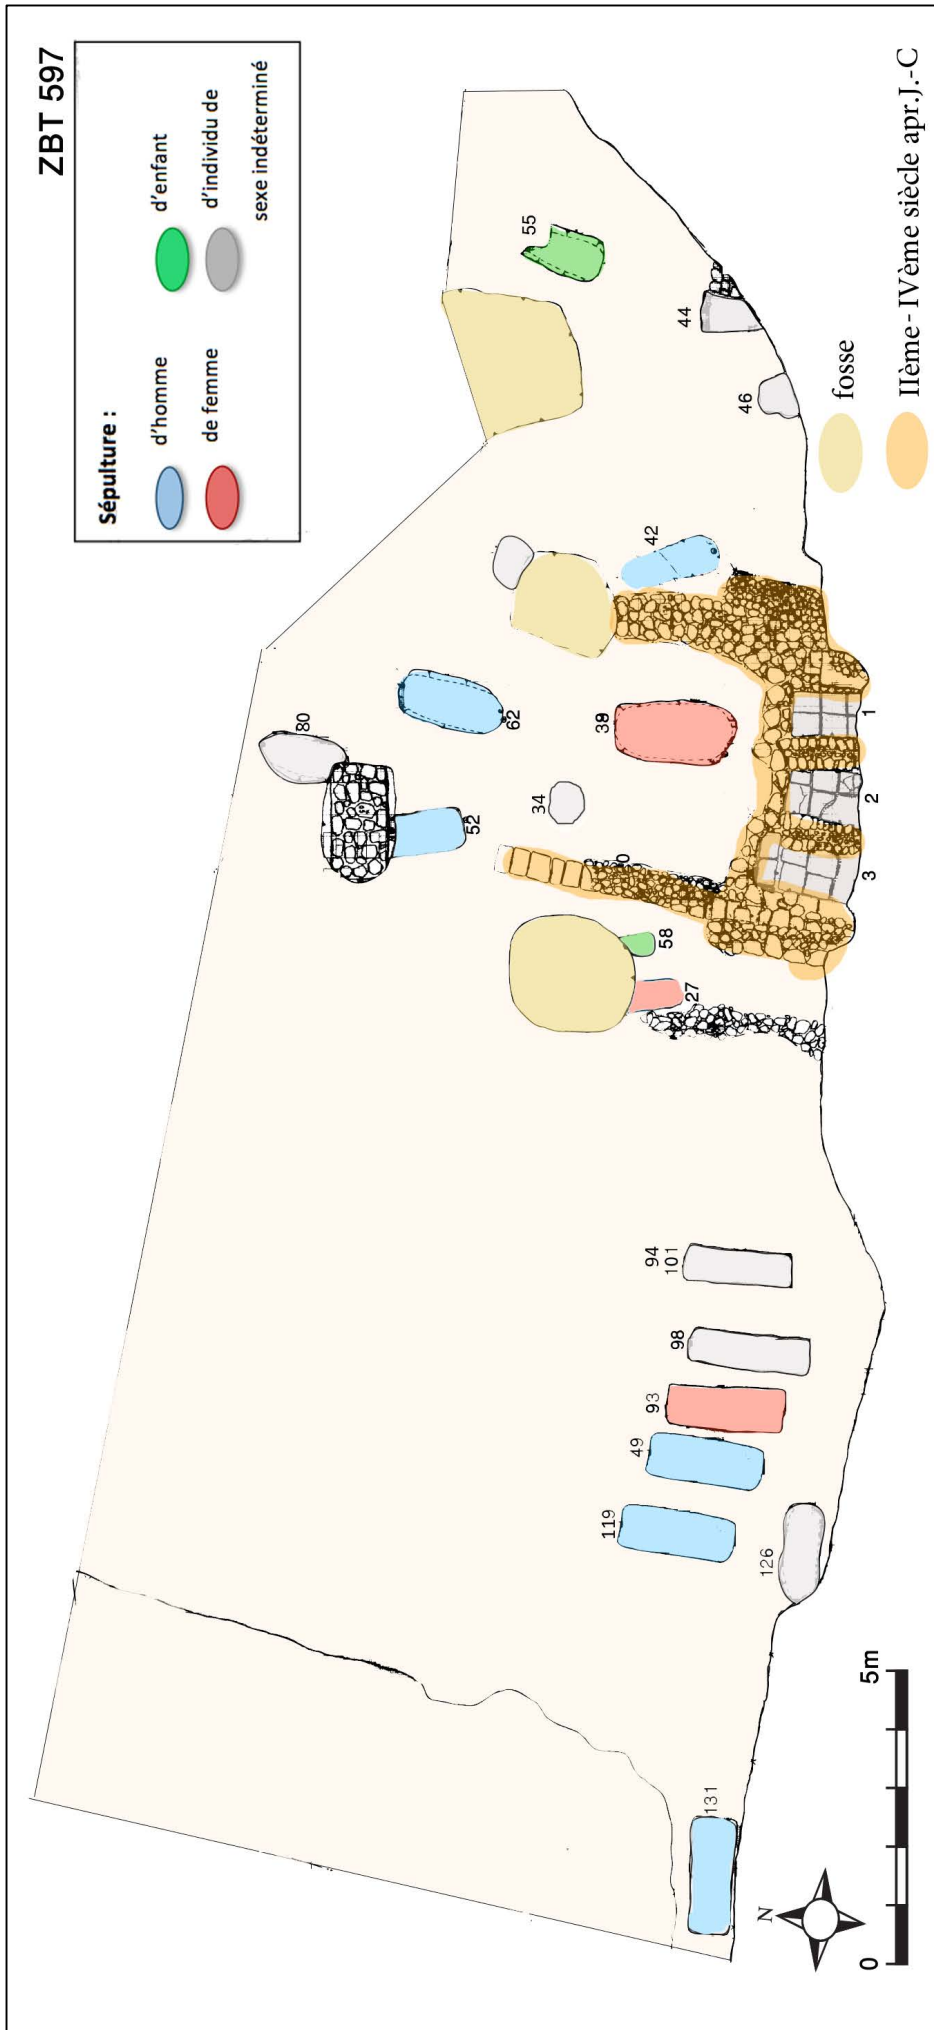 ZBT 597
Sépulture :
d'homme
d'enfant
de femme
d'individu de
sexe indéterminé
55
44
46
42
80
62
39
34
52
1
2
3
58
27
94
101
98
93
49
119
126
131
fosse
IIème-IVème siècle apr.J.-C
N
0
5m